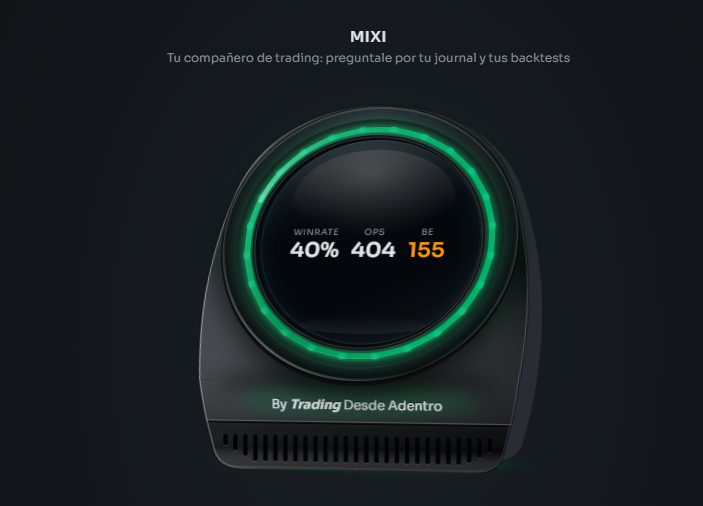 MIXI
Tu compañero de trading: preguntale por tu journal y tus backtests
WINRATE OPS BE
40% 404 155
By Trading Desde Adentro